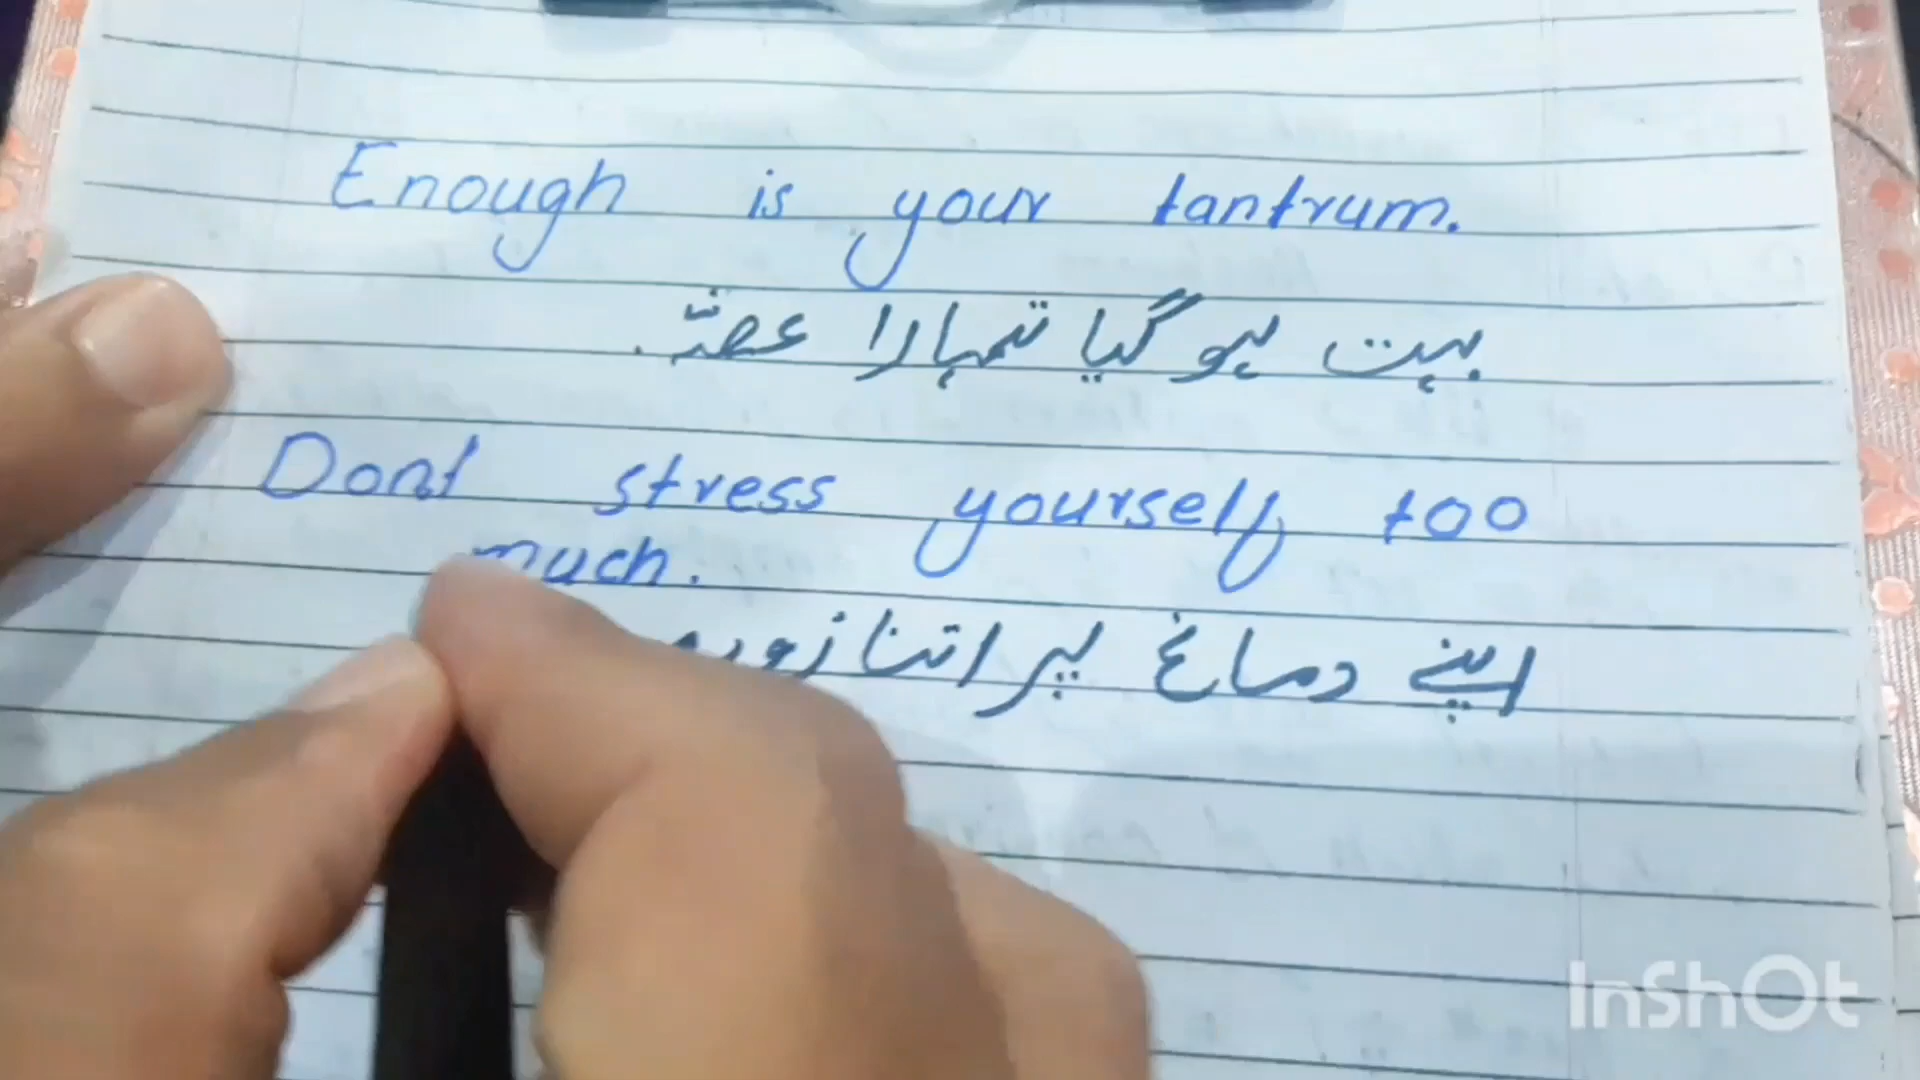 Enough is your tantrum.
بہت ہو گیا تمہارا غصّہ.
Dont stress yourself too
much.
اپنے دماغ پر اتنا زور
InShOt